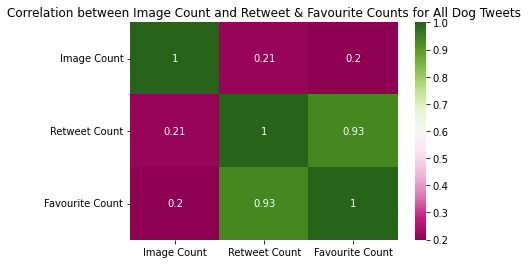 Correlation between Image Count and Retweet & Favourite Counts for All Dog Tweets
Image Count
1
0.21
0.2
Retweet Count
0.21
1
0.93
Favourite Count
0.2
0.93
1
Image Count
Retweet Count
Favourite Count
1.0
0.9
0.8
0.7
0.6
0.5
0.4
0.3
0.2